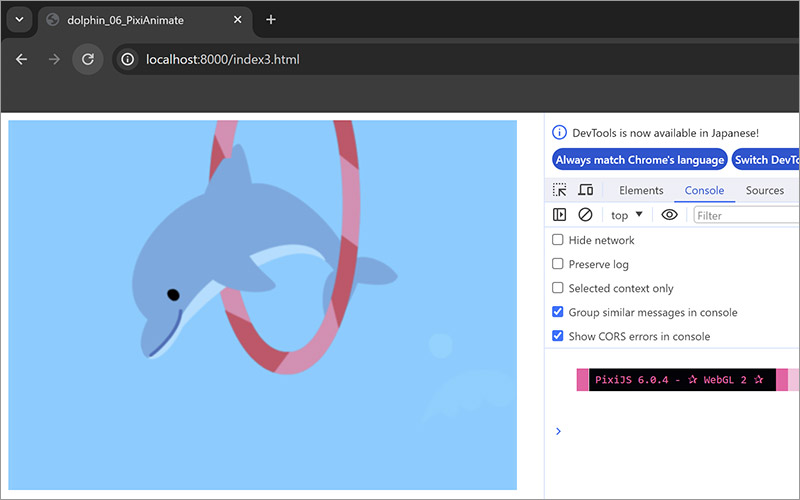 dolphin_06_PixiAnimate
localhost:8000/index3.html
DevTools is now available in Japanese!
Always match Chrome's language
Switch DevTo
Elements
Console
Sources
top
Filter
Hide network
Preserve log
Selected context only
Group similar messages in console
Show CORS errors in console
PixiJS 6.0.4 - ✰ WebGL 2 ✰